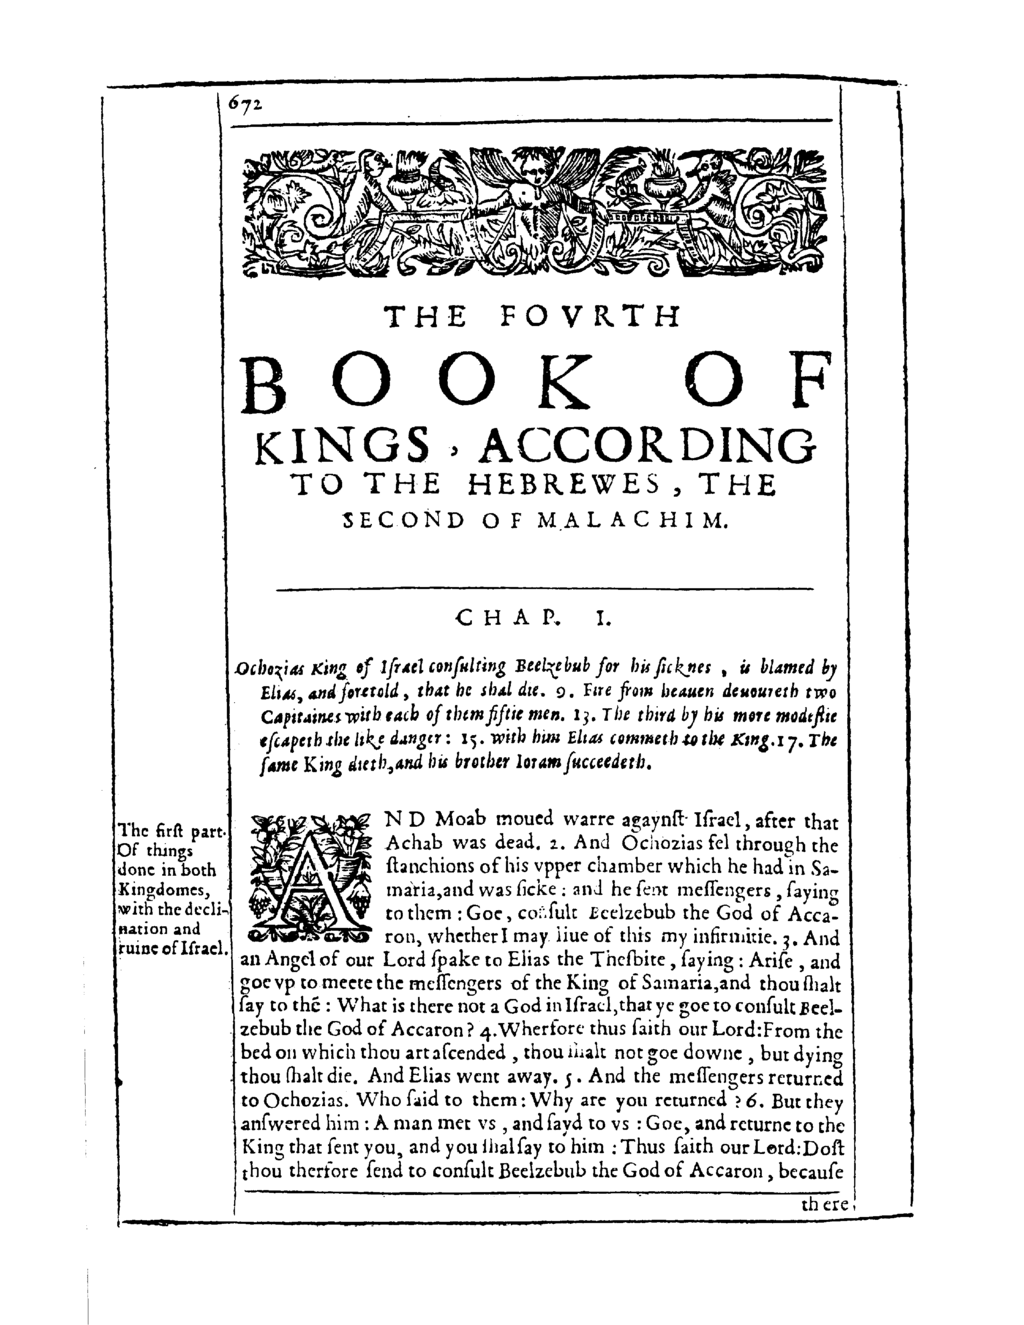 672
THE FOVRTH
BOOK OF
KINGS, ACCORDING
TO THE HEBREWES, THE
SECOND OF MALACHIM.
CHAP. I.
Ochozias King of Iſrael conſulting Beelzebub for his ſicknes, is blamed by
Elias, and foretold, that he shal die. 9. Fire from heauen deuoureth two
Capitaines with each of them fiftie men. 13. The third by his more modeſtie
eſcapeth the like danger: 15. with him Elias commeth to the King. 17. The
ſame King dieth, and his brother Ioram ſucceedeth.
The firſt part.
Of things
done in both
Kingdomes,
with the decli-
nation and
ruine of Iſrael.
AND Moab moued warre agaynſt Iſrael, after that
Achab was dead. 2. And Ochozias fel through the
ſtanchions of his vpper chamber which he had in Sa-
maria, and was ſicke: and he ſent meſſengers, ſaying
to them: Goe, conſult Beelzebub the God of Acca-
ron, whether I may liue of this my infirmitie. 3. And
an Angel of our Lord ſpake to Elias the Theſbite, ſaying: Ariſe, and
goe vp to meete the meſſengers of the King of Samaria, and thou ſhalt
ſay to thē: What is there not a God in Iſrael, that ye goe to conſult Beel-
zebub the God of Accaron? 4. Wherfore thus ſaith our Lord: From the
bed on which thou art aſcended, thou ſhalt not goe downe, but dying
thou ſhalt die. And Elias went away. 5. And the meſſengers returned
to Ochozias. Who ſaid to them: Why are you returned? 6. But they
anſwered him: A man met vs, and ſayd to vs: Goe, and returne to the
King that ſent you, and you ſhal ſay to him: Thus ſaith our Lord: Doſt
thou therfore ſend to conſult Beelzebub the God of Accaron, becauſe
there